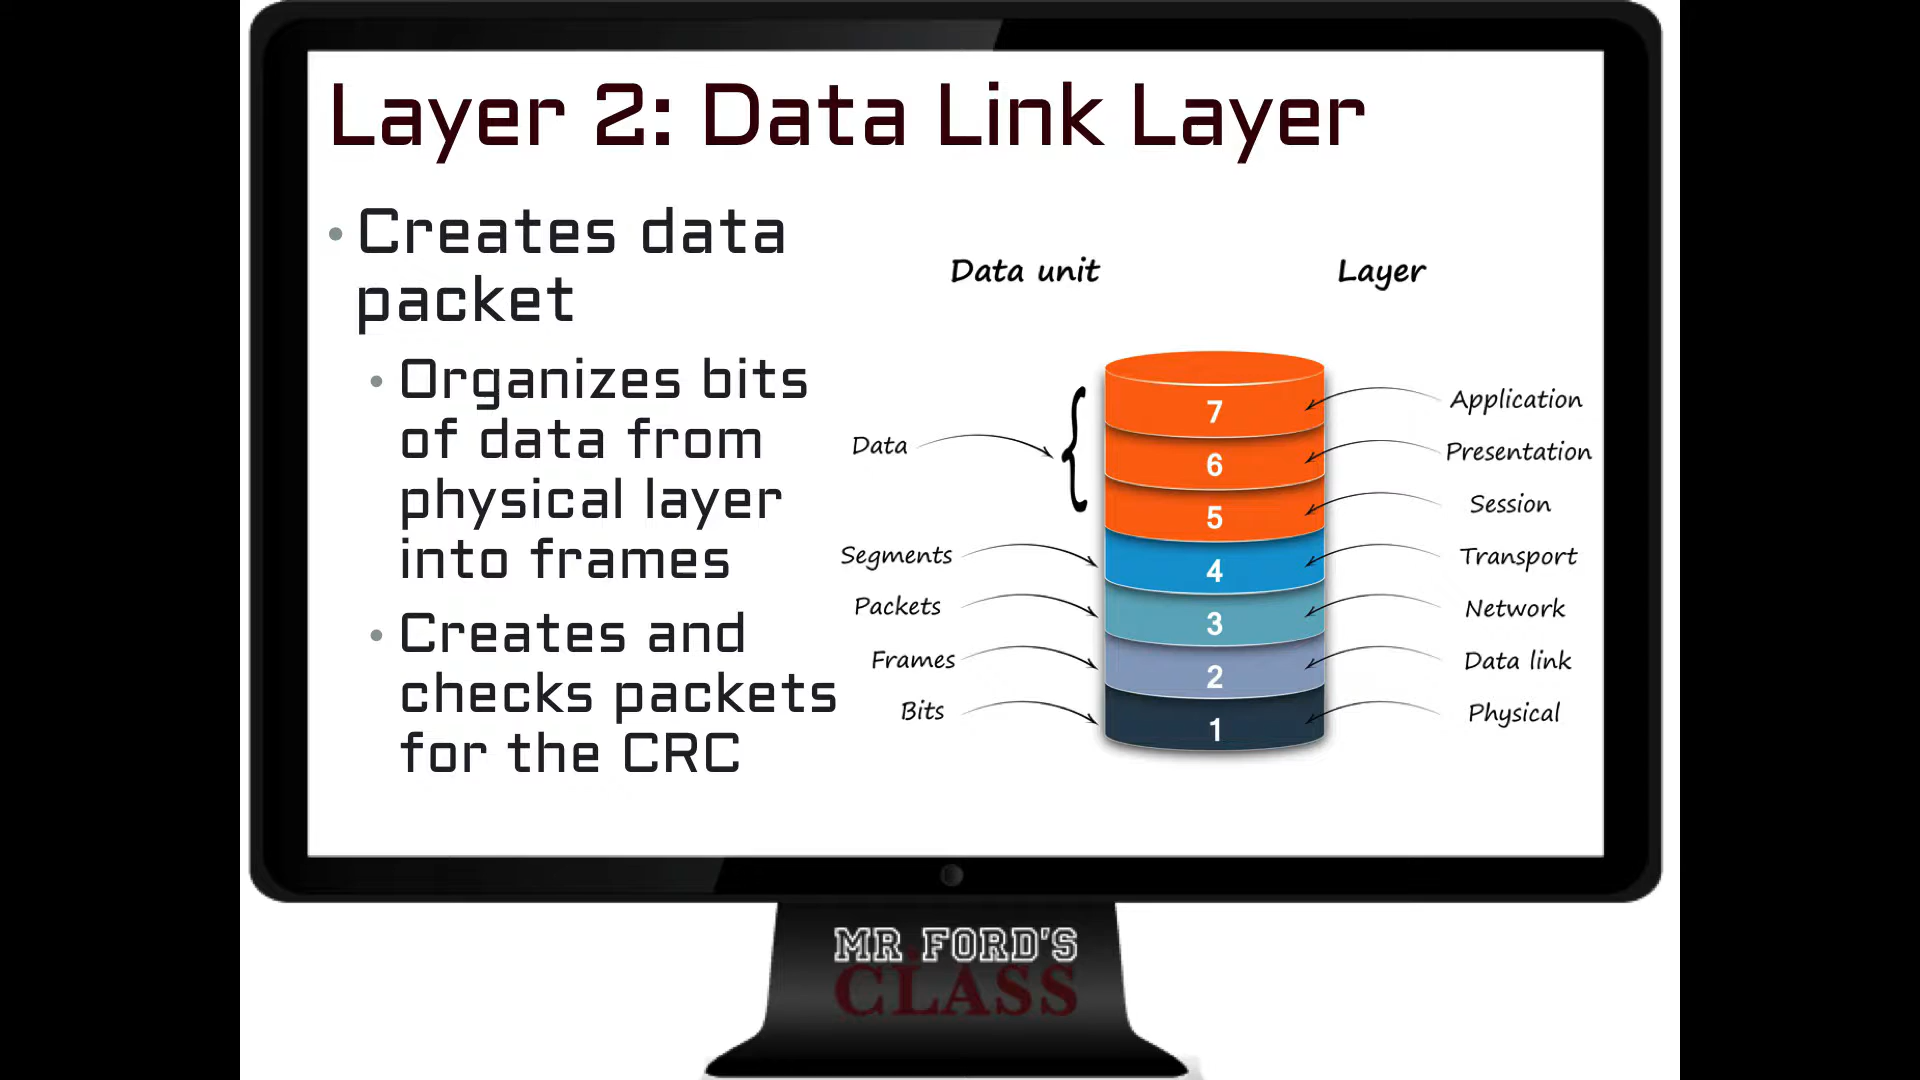 Layer 2: Data Link Layer
• Creates data
packet
• Organizes bits
of data from
physical layer
into frames
• Creates and
checks packets
for the CRC
Data unit
Layer
Data
Segments
Packets
Frames
Bits
7
6
5
4
3
2
1
Application
Presentation
Session
Transport
Network
Data link
Physical
MR FORD'S
CLASS